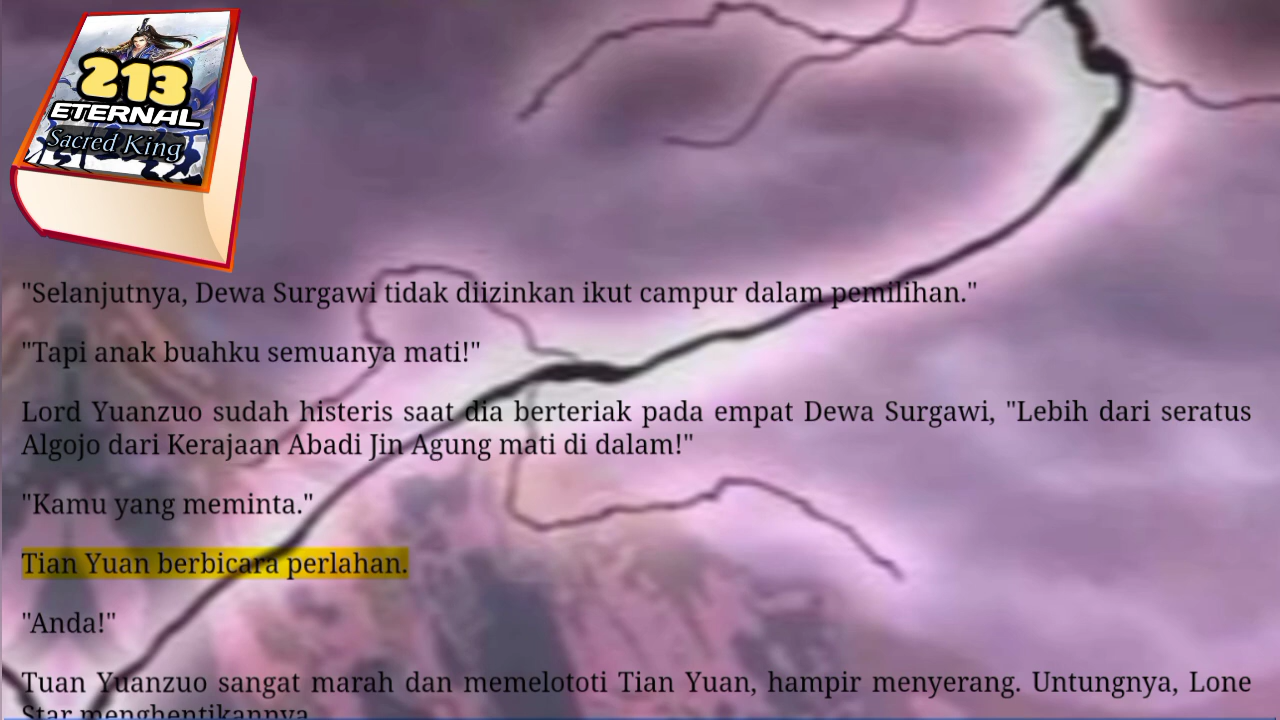 213
ETERNAL
Sacred King
"Selanjutnya, Dewa Surgawi tidak diizinkan ikut campur dalam pemilihan."
"Tapi anak buahku semuanya mati!"
Lord Yuanzuo sudah histeris saat dia berteriak pada empat Dewa Surgawi, "Lebih dari seratus
Algojo dari Kerajaan Abadi Jin Agung mati di dalam!"
"Kamu yang meminta."
Tian Yuan berbicara perlahan.
"Anda!"
Tuan Yuanzuo sangat marah dan memelototi Tian Yuan, hampir menyerang. Untungnya, Lone
Star menghentikannya.